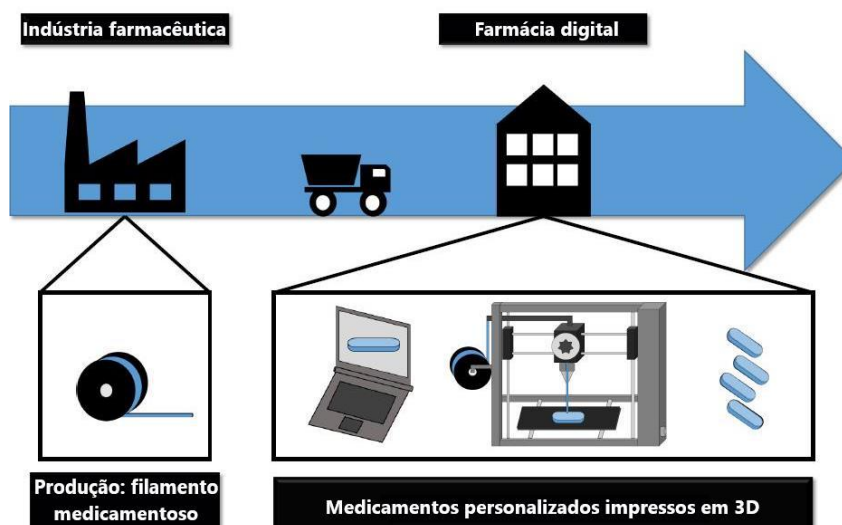 Indústria farmacêutica
Farmácia digital
Produção: filamento
medicamentoso
Medicamentos personalizados impressos em 3D